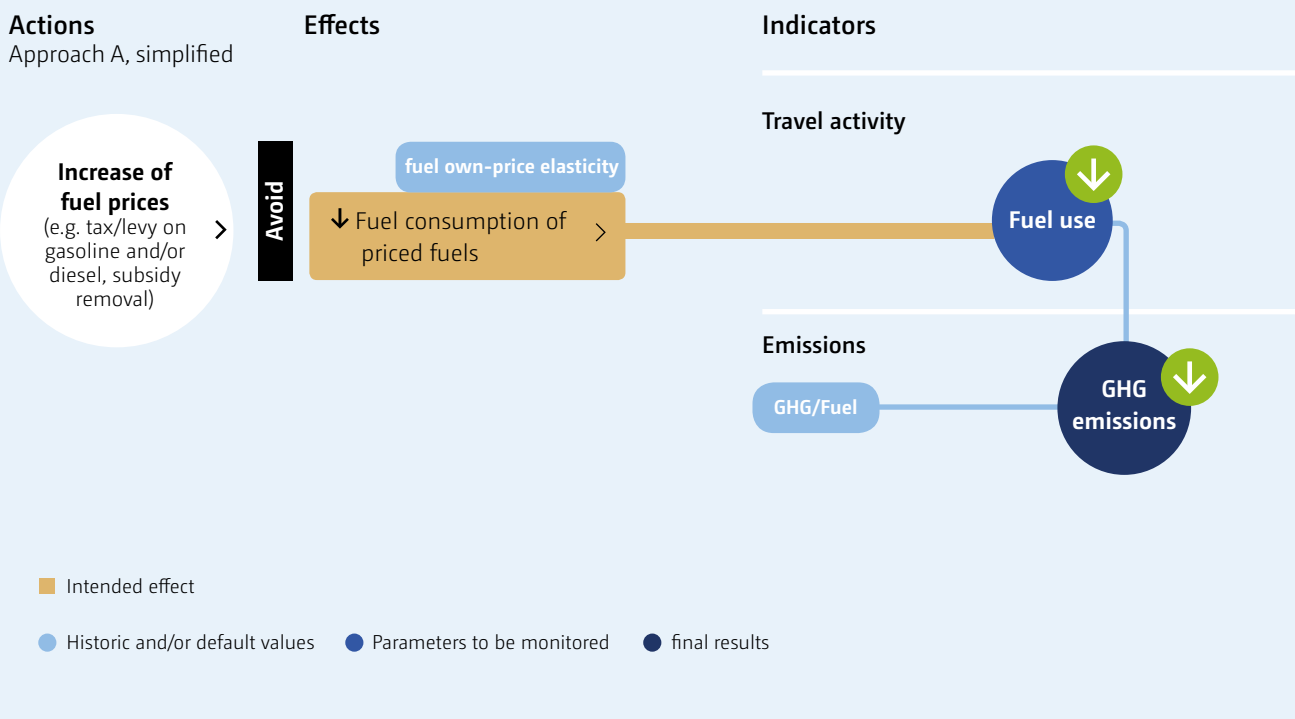 Actions
Approach A, simplified
Effects
Indicators
Travel activity
Increase of
fuel prices
(e.g. tax/levy on
gasoline and/or
diesel, subsidy
removal)
Avoid
fuel own-price elasticity
Fuel consumption of
priced fuels
Fuel use
Emissions
GHG/Fuel
GHG
emissions
Intended effect
Historic and/or default values
Parameters to be monitored
final results